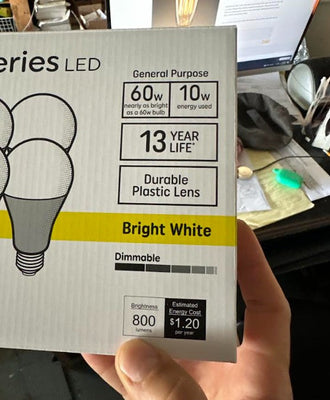 eries LED
General Purpose
60w
nearly as bright
as a 60w bulb
10w
energy used
13 YEAR
LIFE*
Durable
Plastic Lens
Bright White
Dimmable
Brightness
800
lumens
Estimated
Energy Cost
$1.20
per year